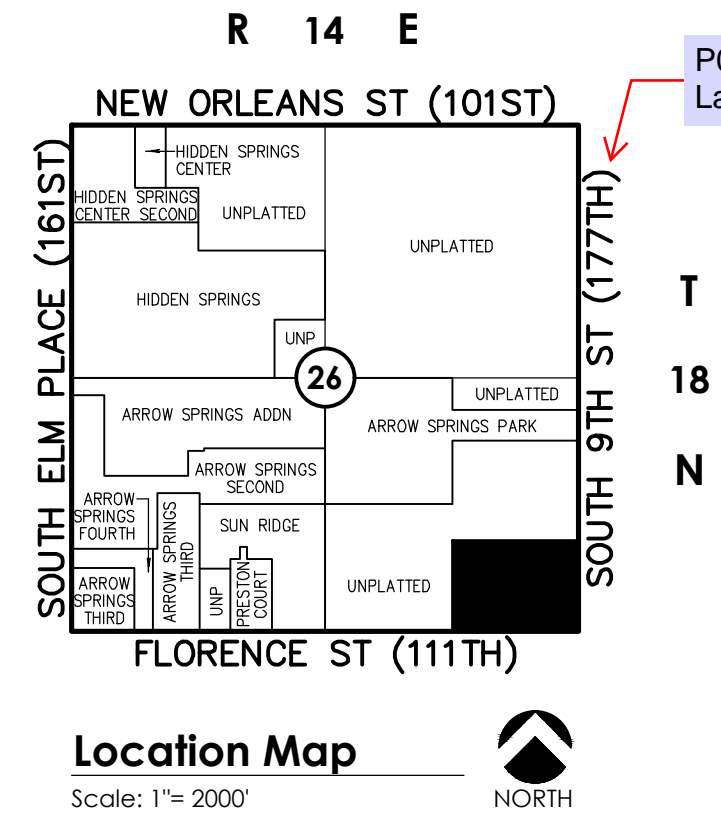 R 14 E
P
La
NEW ORLEANS ST (101ST)
SOUTH ELM PLACE (161ST)
SOUTH 9TH ST (177TH)
HIDDEN SPRINGS
CENTER
HIDDEN SPRINGS
CENTER SECOND
UNPLATTED
UNPLATTED
HIDDEN SPRINGS
UNP
26
T
18
N
UNPLATTED
ARROW SPRINGS ADDN
ARROW SPRINGS PARK
ARROW SPRINGS
SECOND
ARROW
SPRINGS
FOURTH
ARROW SPRINGS
THIRD
SUN RIDGE
ARROW
SPRINGS
THIRD
UNP
PRESTON
COURT
UNPLATTED
FLORENCE ST (111TH)
Location Map
Scale: 1"= 2000'
NORTH